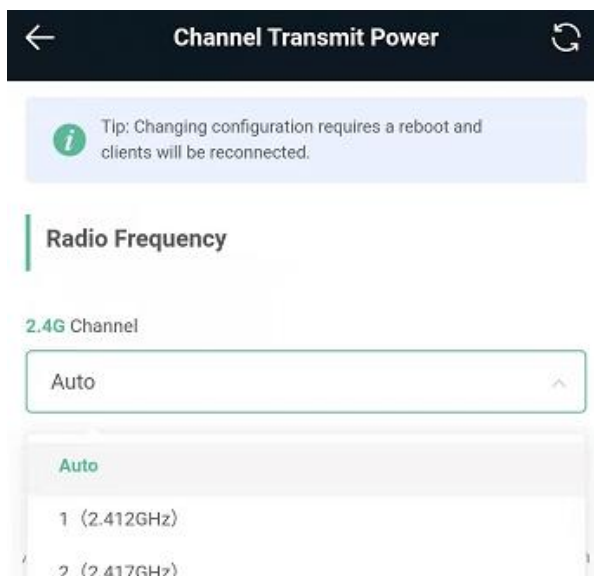 Channel Transmit Power
Tip: Changing configuration requires a reboot and
clients will be reconnected.
Radio Frequency
2.4G Channel
Auto
Auto
1（2.412GHz）
2（2.417GHz）